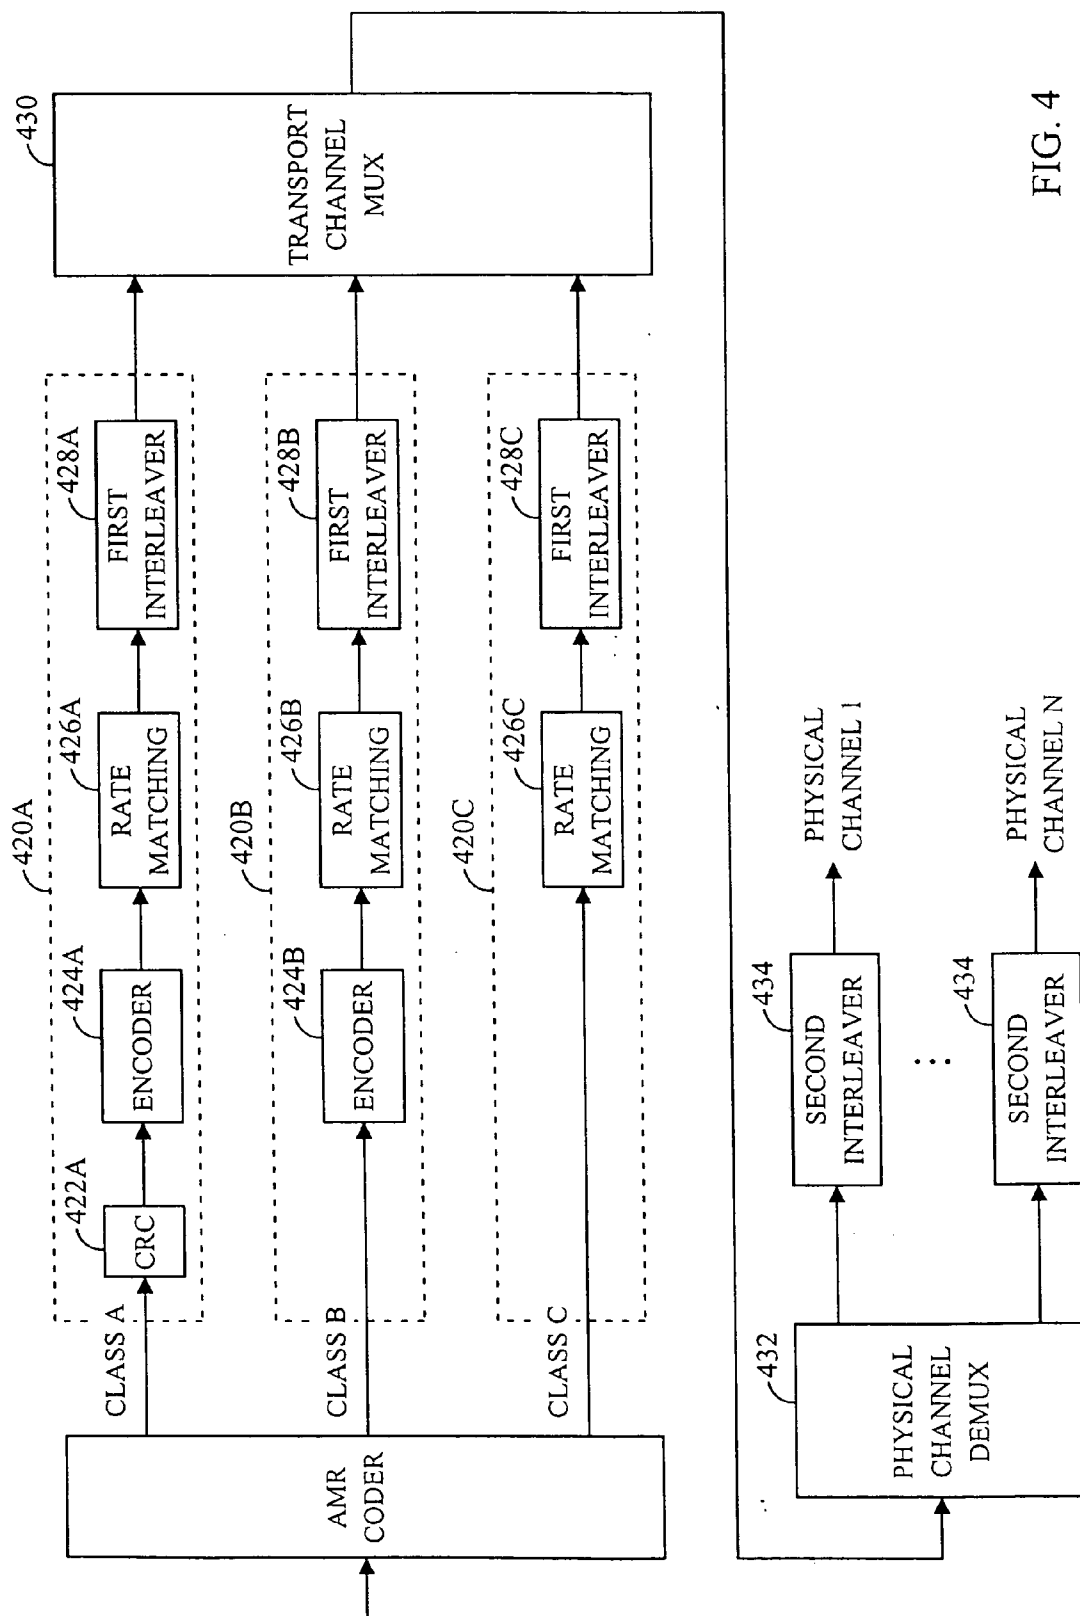 AMR
CODER
CLASS A
CLASS B
CLASS C
420A
422A
CRC
424A
ENCODER
426A
RATE
MATCHING
428A
FIRST
INTERLEAVER
420B
424B
ENCODER
426B
RATE
MATCHING
428B
FIRST
INTERLEAVER
420C
426C
RATE
MATCHING
428C
FIRST
INTERLEAVER
430
TRANSPORT
CHANNEL
MUX
432
PHYSICAL
CHANNEL
DEMUX
434
SECOND
INTERLEAVER
PHYSICAL
CHANNEL 1
...
434
SECOND
INTERLEAVER
PHYSICAL
CHANNEL N
FIG. 4